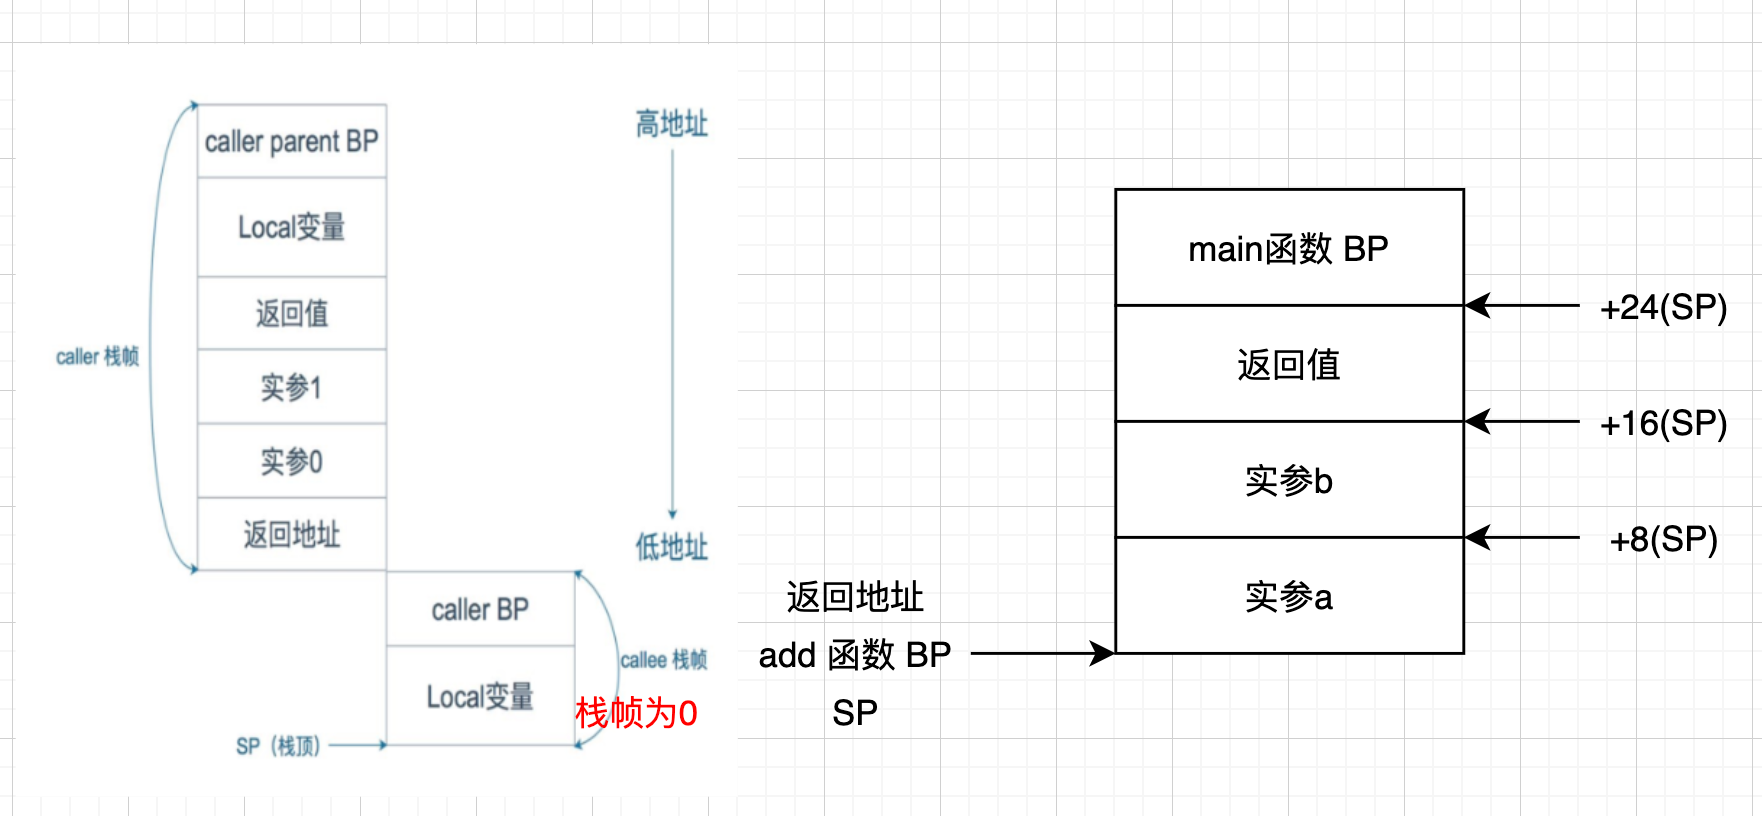 caller parent BP
Local变量
返回值
实参1
实参0
返回地址
caller 栈帧
高地址
低地址
caller BP
Local变量
callee 栈帧
栈帧为0
SP（栈顶）
main函数 BP
返回值
实参b
实参a
+24(SP)
+16(SP)
+8(SP)
返回地址
add 函数 BP
SP